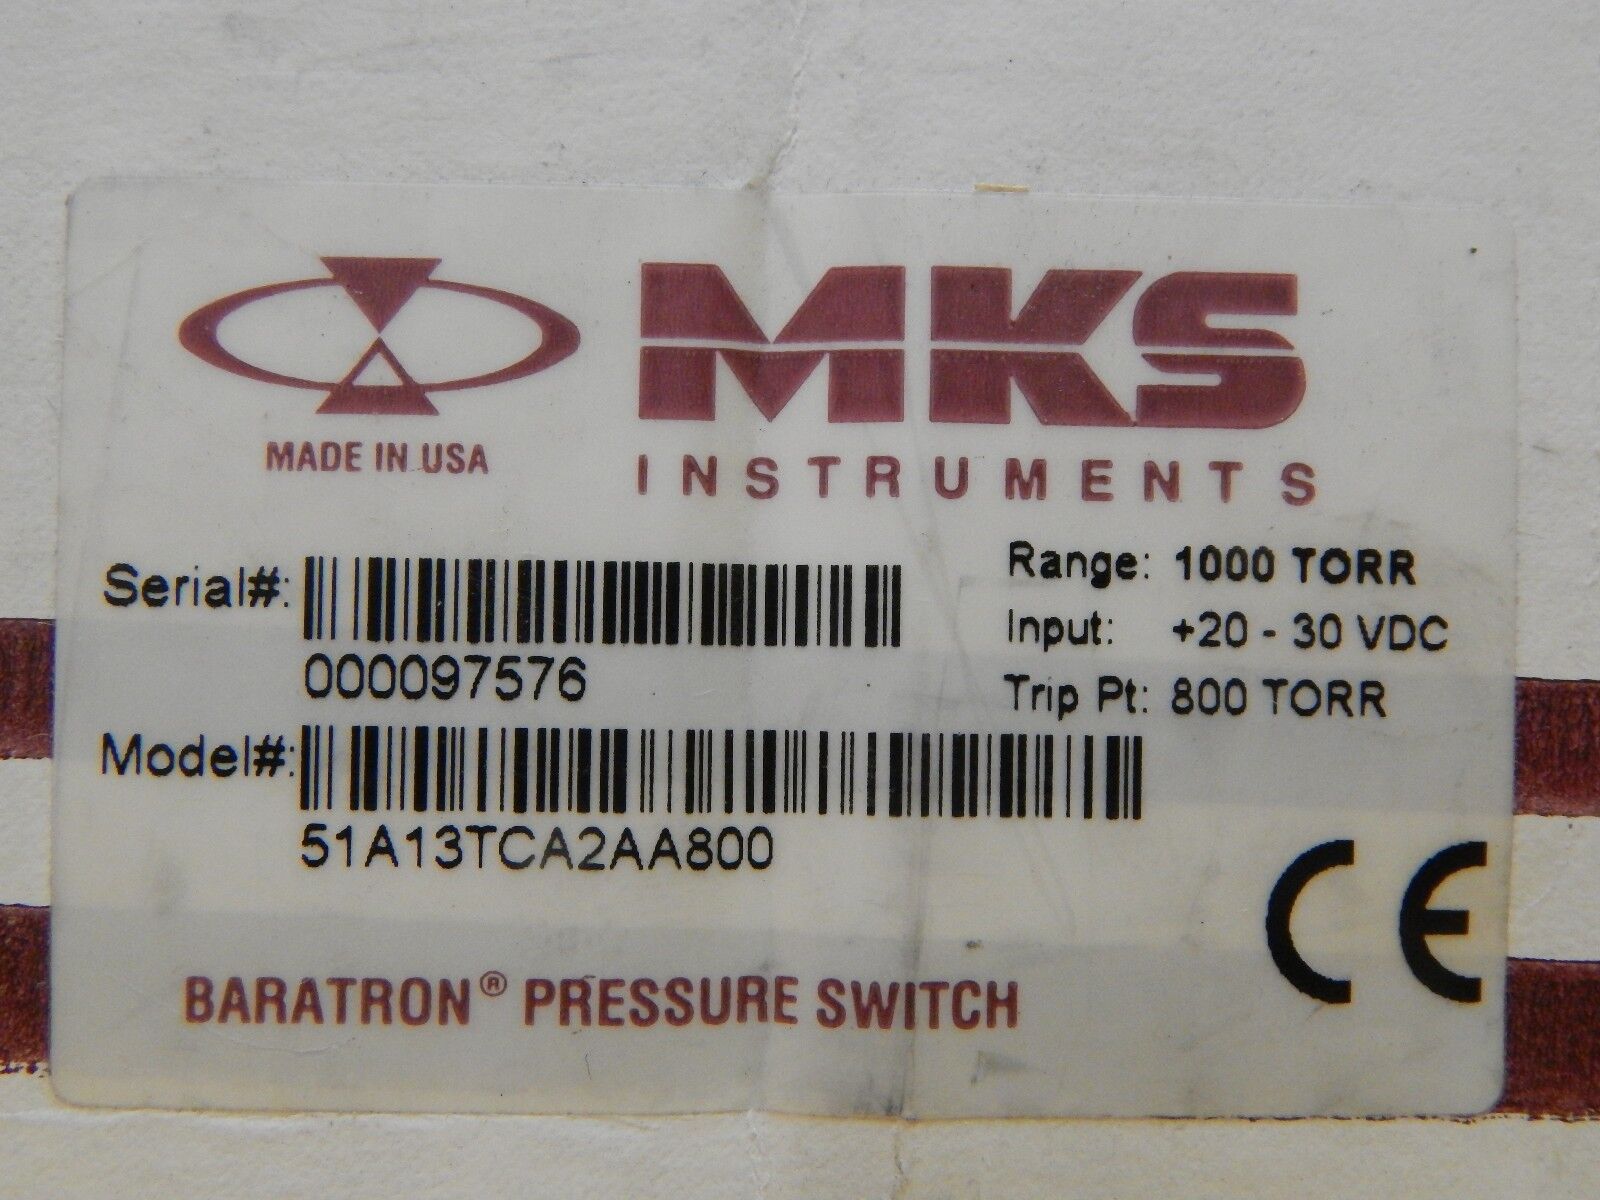 MKS
INSTRUMENTS
MADE IN USA
Serial#:
000097576
Range: 1000 TORR
Input: +20 - 30 VDC
Trip Pt: 800 TORR
Model#:
51A13TCA2AA800
CE
BARATRON® PRESSURE SWITCH